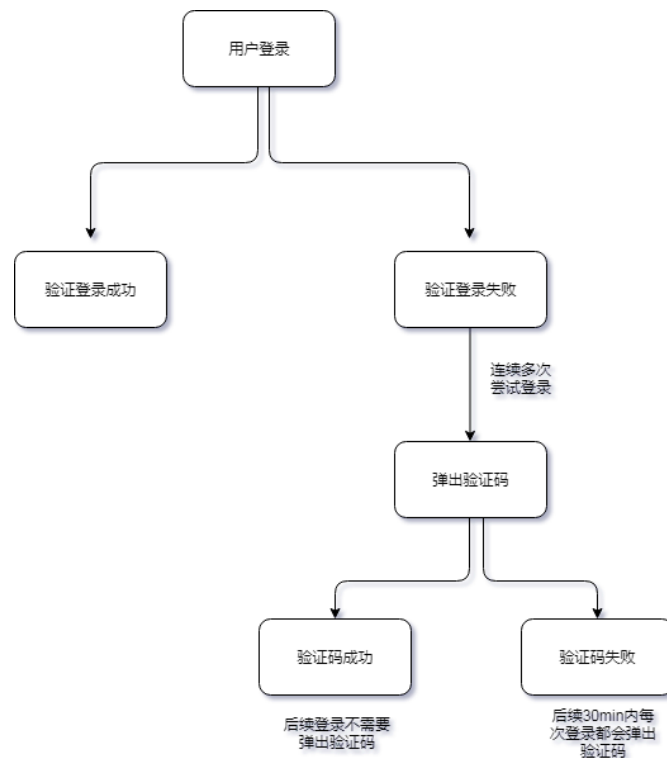 用户登录
验证登录成功
验证登录失败
连续多次
尝试登录
弹出验证码
验证码成功
验证码失败
后续登录不需要
弹出验证码
后续30min内每
次登录都会弹出
验证码